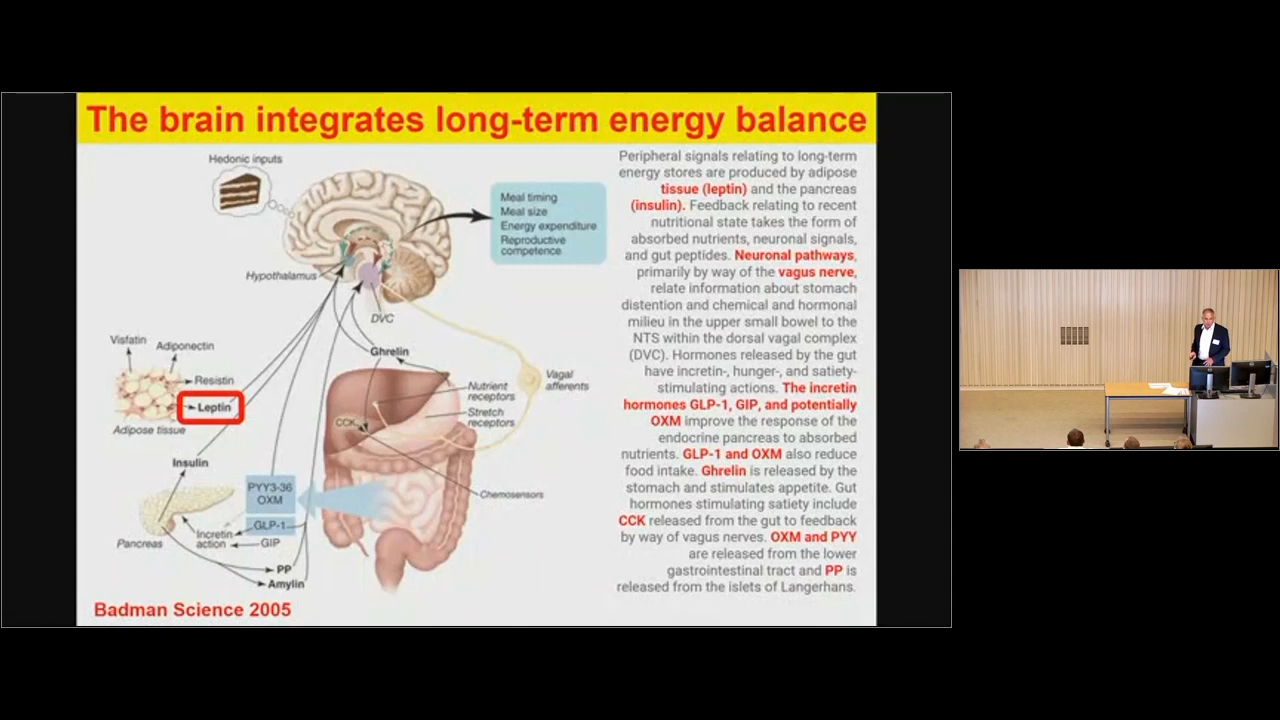 The brain integrates long-term energy balance
Hedonic inputs
Meal timing
Meal size
Energy expenditure
Reproductive
competence
Hypothalamus
DVC
Ghrelin
Vagal
afferents
Nutrient
receptors
Stretch
receptors
CCK
Chemosensors
Visfatin
Adiponectin
Resistin
Leptin
Adipose tissue
Insulin
PYY3-36
OXM
GLP-1
Incretin
action
GIP
Pancreas
PP
Amylin
Badman Science 2005
Peripheral signals relating to long-term
energy stores are produced by adipose
tissue (leptin) and the pancreas
(insulin). Feedback relating to recent
nutritional state takes the form of
absorbed nutrients, neuronal signals,
and gut peptides. Neuronal pathways,
primarily by way of the vagus nerve,
relate information about stomach
distention and chemical and hormonal
milieu in the upper small bowel to the
NTS within the dorsal vagal complex
(DVC). Hormones released by the gut
have incretin-, hunger-, and satiety-
stimulating actions. The incretin
hormones GLP-1, GIP, and potentially
OXM improve the response of the
endocrine pancreas to absorbed
nutrients. GLP-1 and OXM also reduce
food intake. Ghrelin is released by the
stomach and stimulates appetite. Gut
hormones stimulating satiety include
CCK released from the gut to feedback
by way of vagus nerves. OXM and PYY
are released from the lower
gastrointestinal tract and PP is
released from the islets of Langerhans.